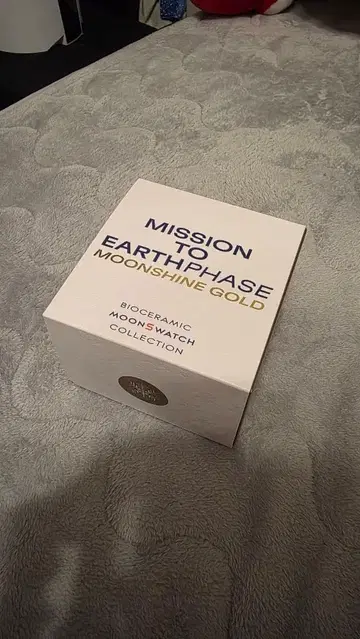 MISSION
TO
EARTHPHASE
MOONSHINE GOLD
BIOCERAMIC
MOONSWATCH
COLLECTION